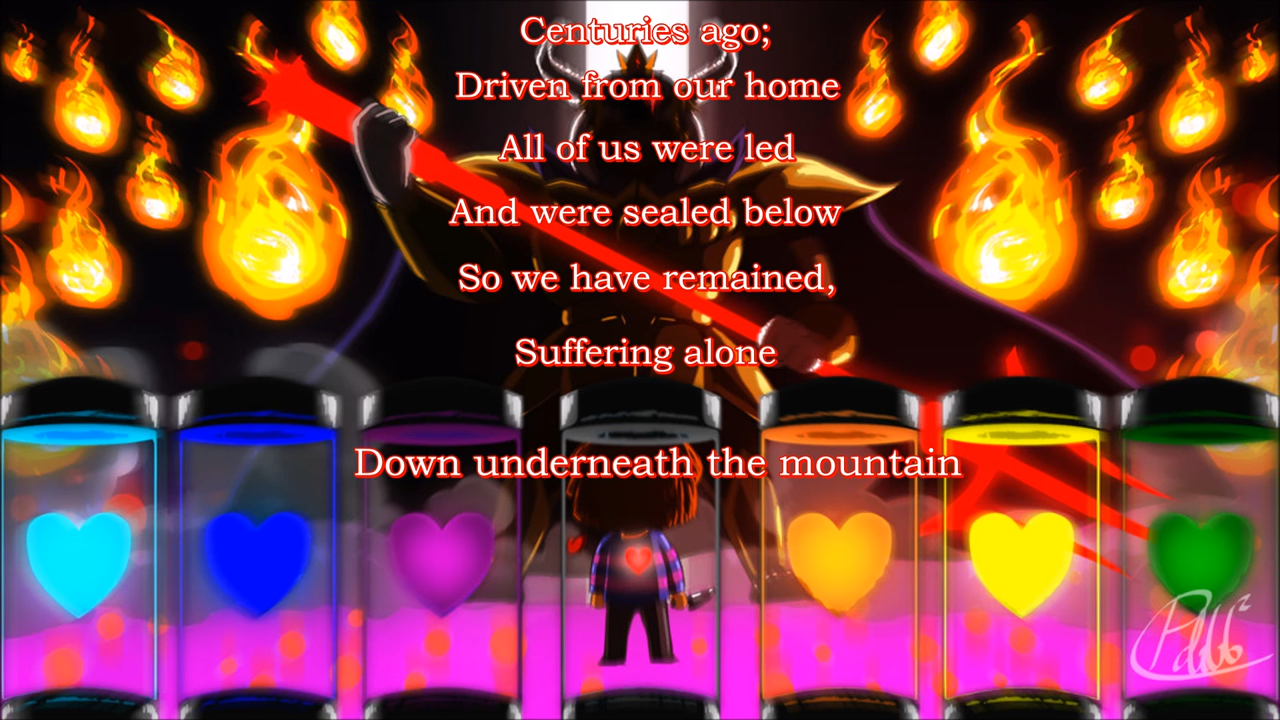 Centuries ago;
Driven from our home
All of us were led
And were sealed below
So we have remained,
Suffering alone
Down underneath the mountain